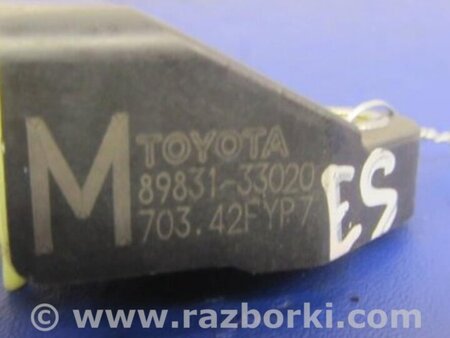 M
TOYOTA
89831-33020
703.42FYP7
ES
© www.razborki.com